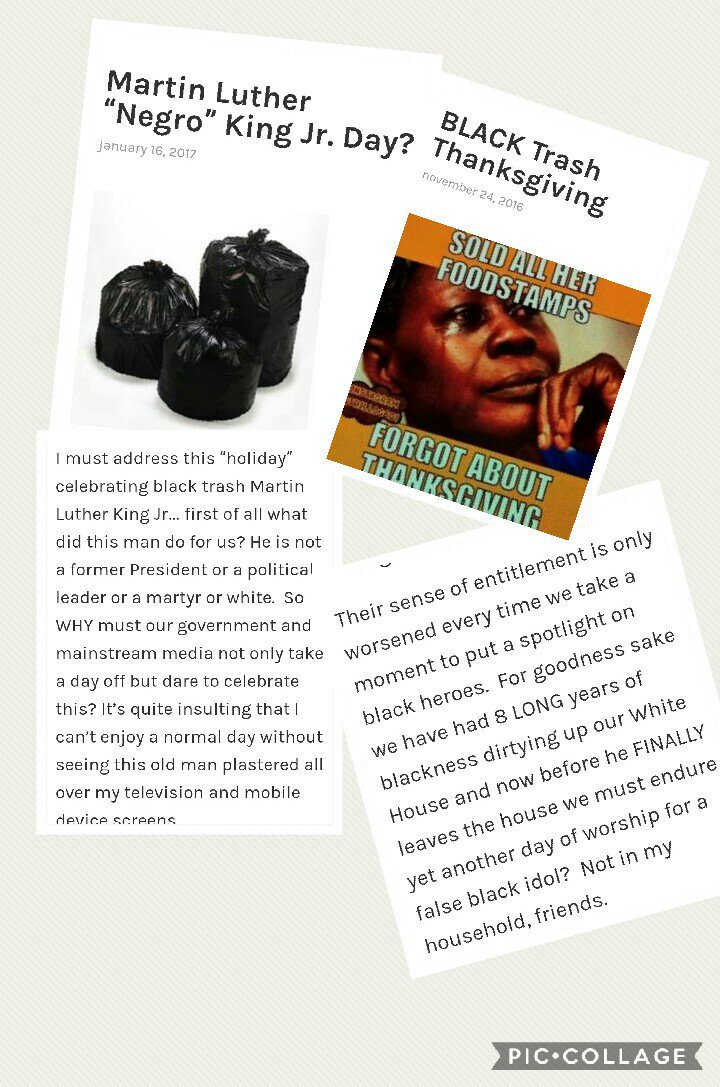 Martin Luther
“Negro” King Jr. Day?
january 16, 2017
BLACK Trash
Thanksgiving
november 24, 2016
SOLD ALL HER
FOODSTAMPS
INSTAGRAM
FORGOT ABOUT
THANKSGIVING
I must address this “holiday”
celebrating black trash Martin
Luther King Jr… first of all what
did this man do for us? He is not
a former President or a political
leader or a martyr or white.  So
WHY must our government and
mainstream media not only take
a day off but dare to celebrate
this? It’s quite insulting that I
can’t enjoy a normal day without
seeing this old man plastered all
over my television and mobile
device screens
Their sense of entitlement is only
worsened every time we take a
moment to put a spotlight on
black heroes.  For goodness sake
we have had 8 LONG years of
blackness dirtying up our White
House and now before he FINALLY
leaves the house we must endure
yet another day of worship for a
false black idol?  Not in my
household, friends.
PIC•COLLAGE